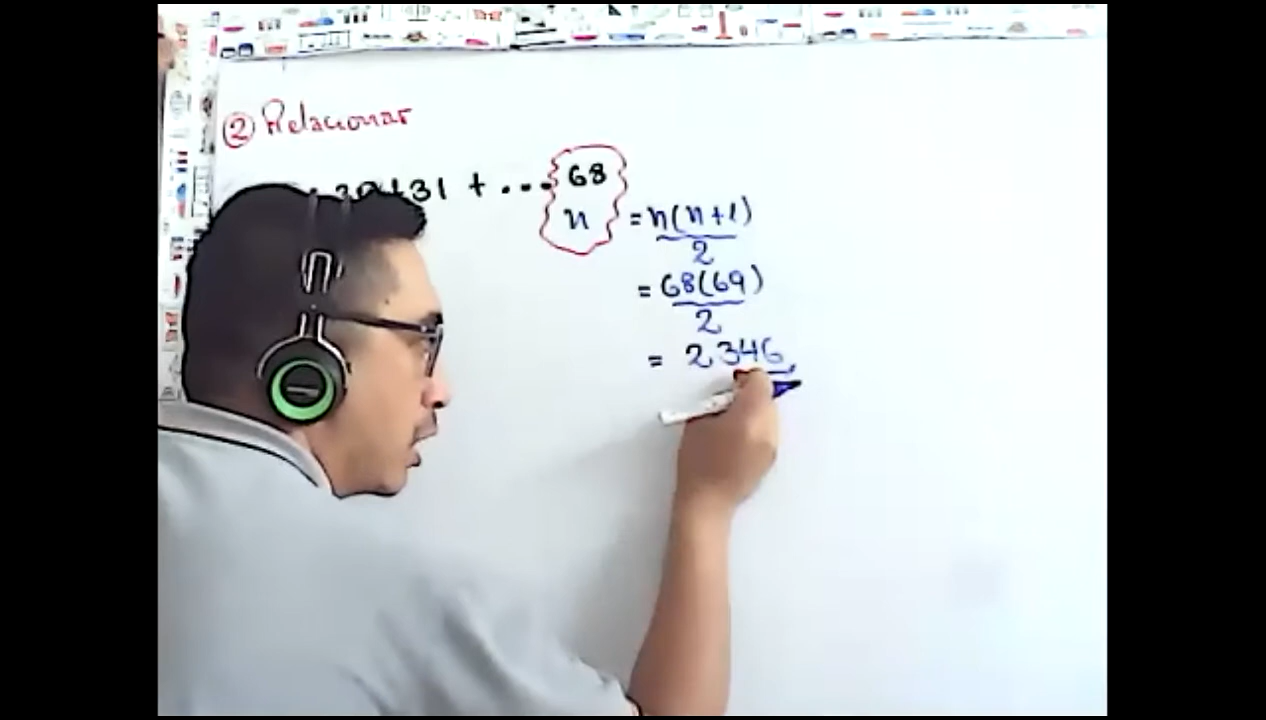 ② Relacionar
30+31 + ... 68
n = n(n+1)
2
= 68(69)
2
= 2346